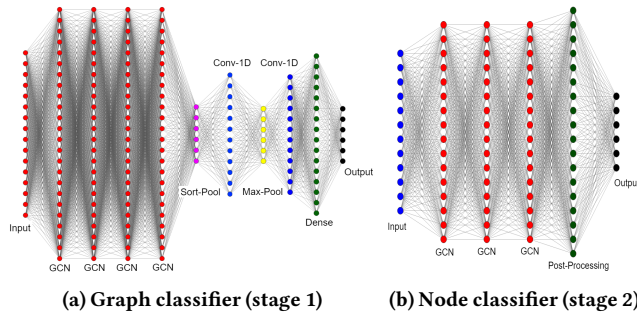 Conv-1D
Conv-1D
Sort-Pool
Max-Pool
Output
Input
Dense
GCN
GCN
GCN
GCN
(a) Graph classifier (stage 1)
Output
Input
GCN
GCN
GCN
Post-Processing
(b) Node classifier (stage 2)